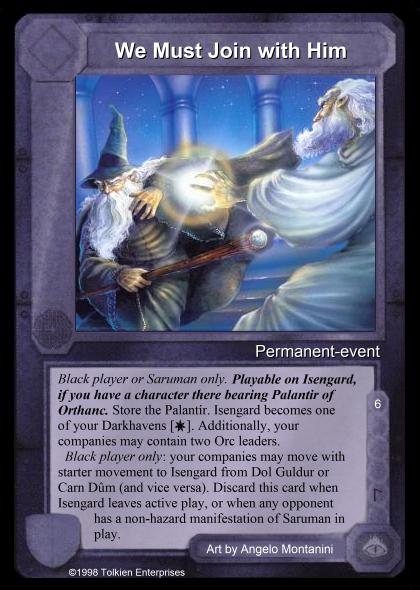 We Must Join with Him
Permanent-event
Black player or Saruman only. Playable on Isengard,
if you have a character there bearing Palantir of
Orthanc. Store the Palantir. Isengard becomes one
of your Darkhavens [✷]. Additionally, your
companies may contain two Orc leaders.
Black player only: your companies may move with
starter movement to Isengard from Dol Guldur or
Carn Dûm (and vice versa). Discard this card when
Isengard leaves active play, or when any opponent
has a non-hazard manifestation of Saruman in
play.
6
Art by Angelo Montanini
©1998 Tolkien Enterprises